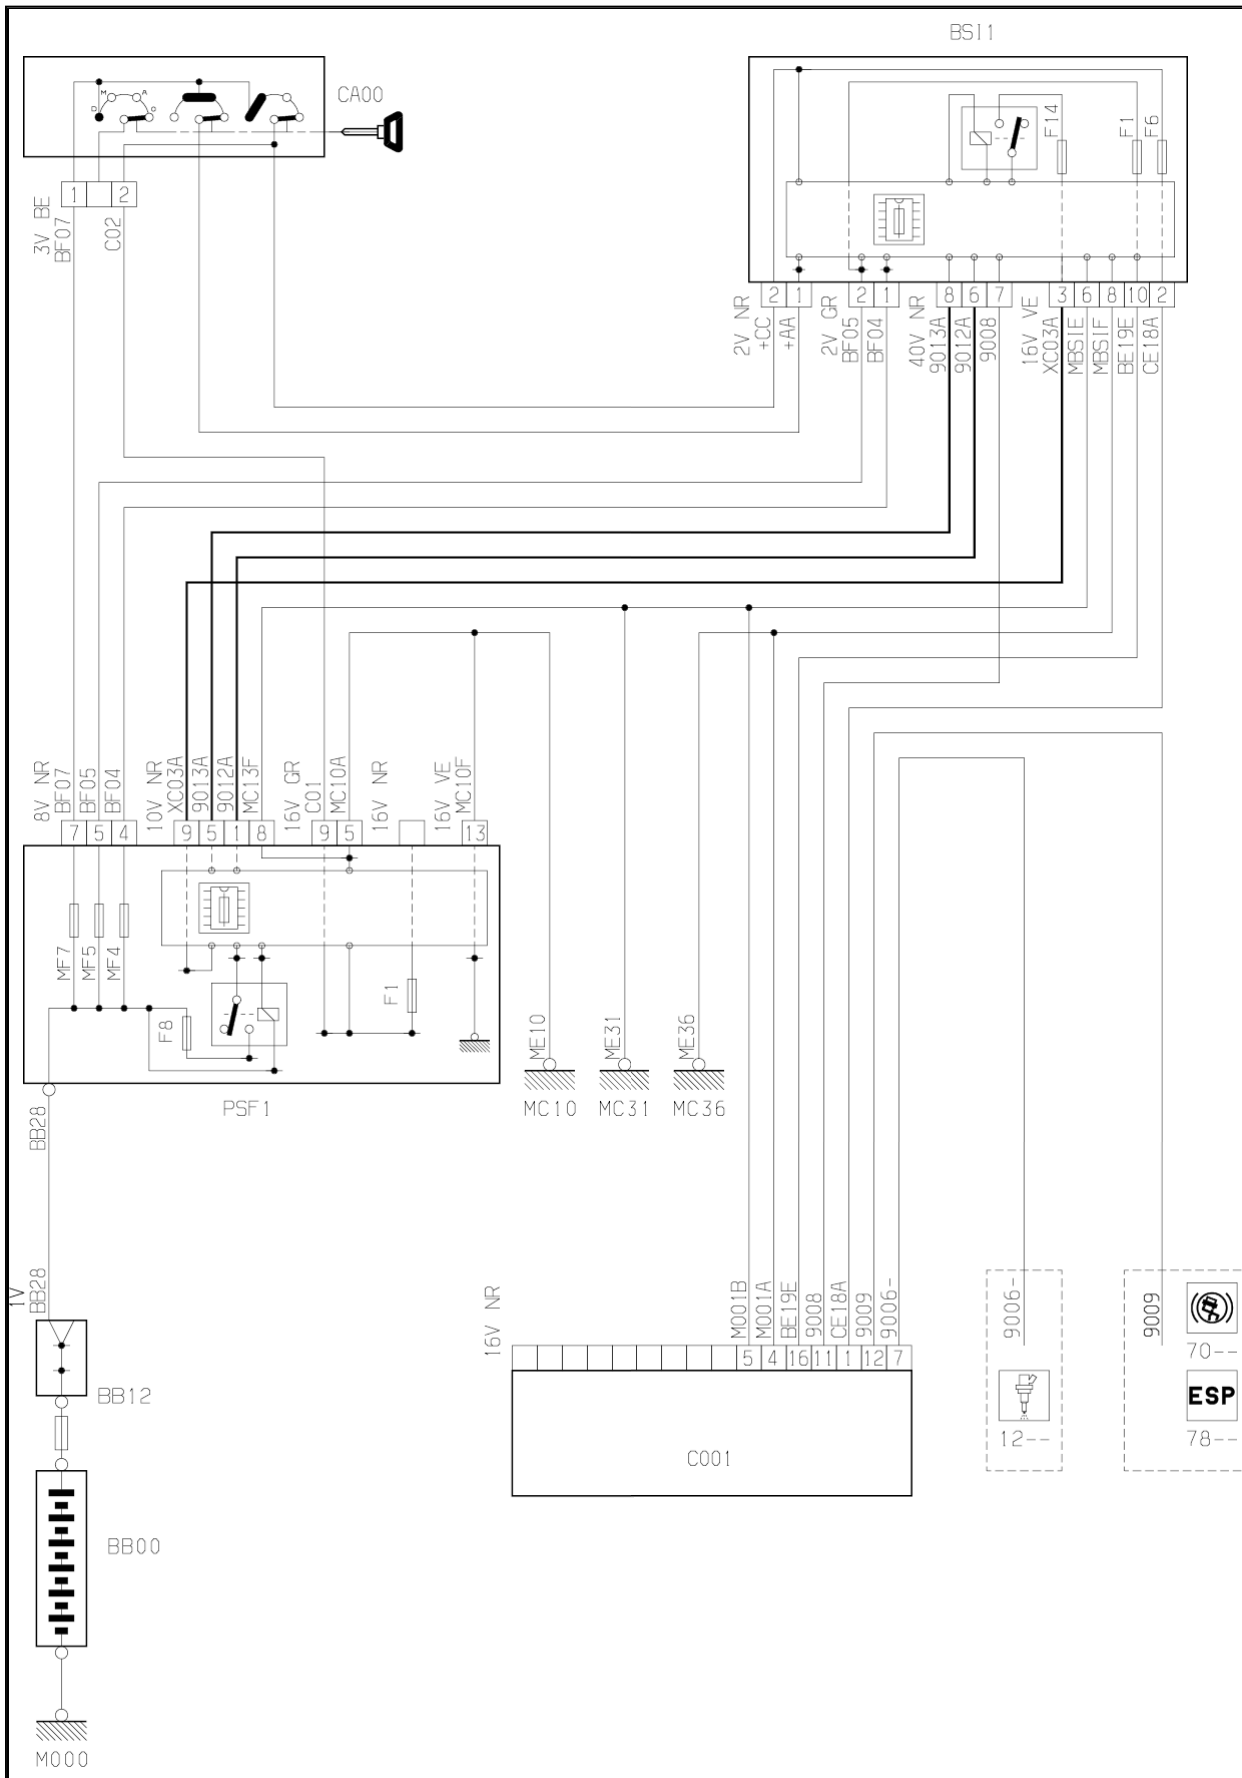 BSI1
CA00
M A
D O
F14
F1
F6
1 2
3V BE
BF07
C02
2 1 2 1 8 6 7 3 6 8 10 2
2V NR
+CC
+AA
2V GR
BF05
BF04
40V NR
9013A
9012A
9008
16V VE
XC03A
MBSIE
MBSIF
BE19E
CE18A
8V NR
BF07
BF05
BF04
10V NR
XC03A
9013A
9012A
MC13F
16V GR
C01
MC10A
16V NR
16V VE
MC10F
7 5 4 9 5 1 8 9 5 13
MF7
MF5
MF4
F8
F1
ME10
ME31
ME36
PSF1
MC10
MC31
MC36
BB28
1V
BB28
16V NR
M001B
M001A
BE19E
9008
CE18A
9009
9006-
9006-
9009
5 4 16 11 1 12 7
70--
BB12
ESP
C001
12--
78--
BB00
M000